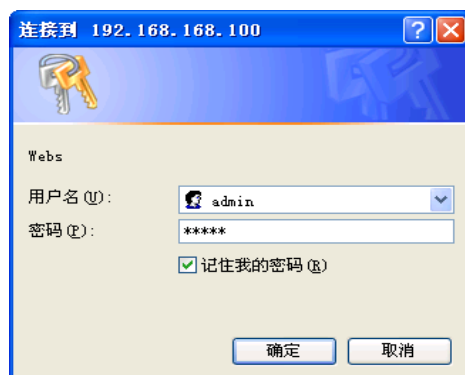 连接到 192.168.168.100
Webs
用户名(U):
admin
密码(P):
*****
记住我的密码(R)
确定 取消